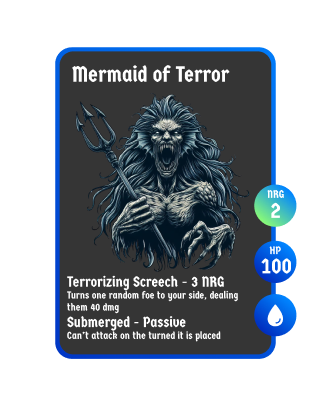 Mermaid of Terror
NRG
2
HP
100
Terrorizing Screech - 3 NRG
Turns one random foe to your side, dealing
them 40 dmg
Submerged - Passive
Can't attack on the turned it is placed